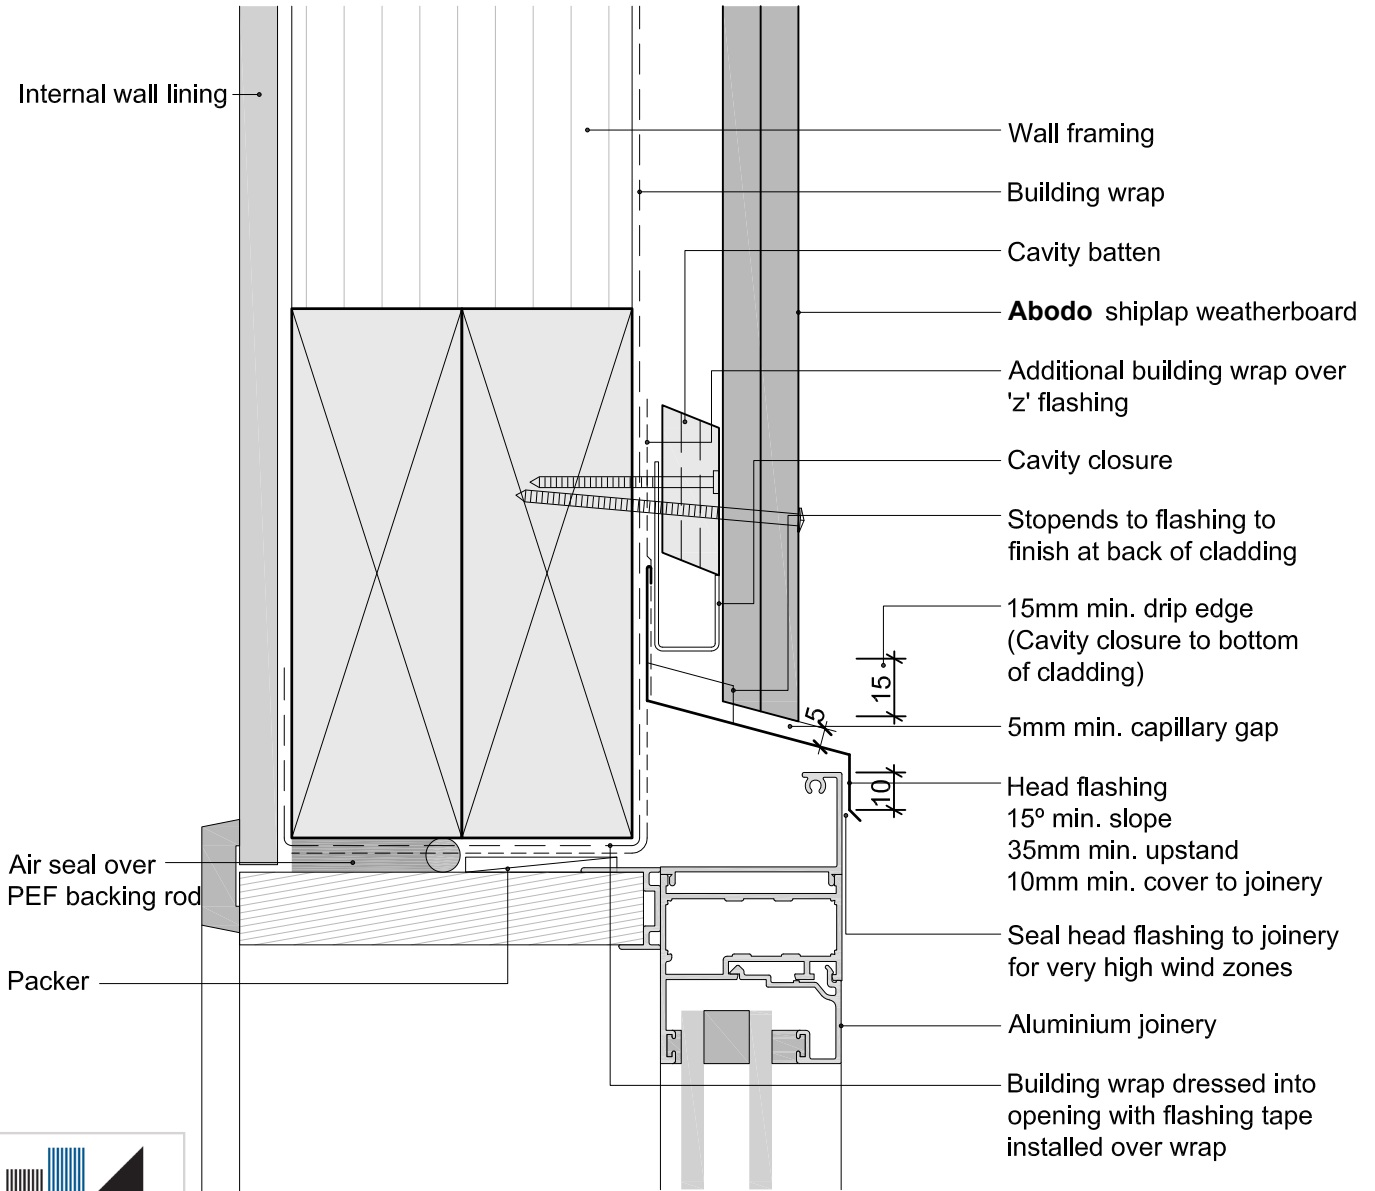 Internal wall lining
Wall framing
Building wrap
Cavity batten
Abodo shiplap weatherboard
Additional building wrap over
'z' flashing
Cavity closure
Stopends to flashing to
finish at back of cladding
15mm min. drip edge
(Cavity closure to bottom
of cladding)
15
5
5mm min. capillary gap
10
Head flashing
15º min. slope
35mm min. upstand
10mm min. cover to joinery
Air seal over
PEF backing rod
Seal head flashing to joinery
for very high wind zones
Packer
Aluminium joinery
Building wrap dressed into
opening with flashing tape
installed over wrap